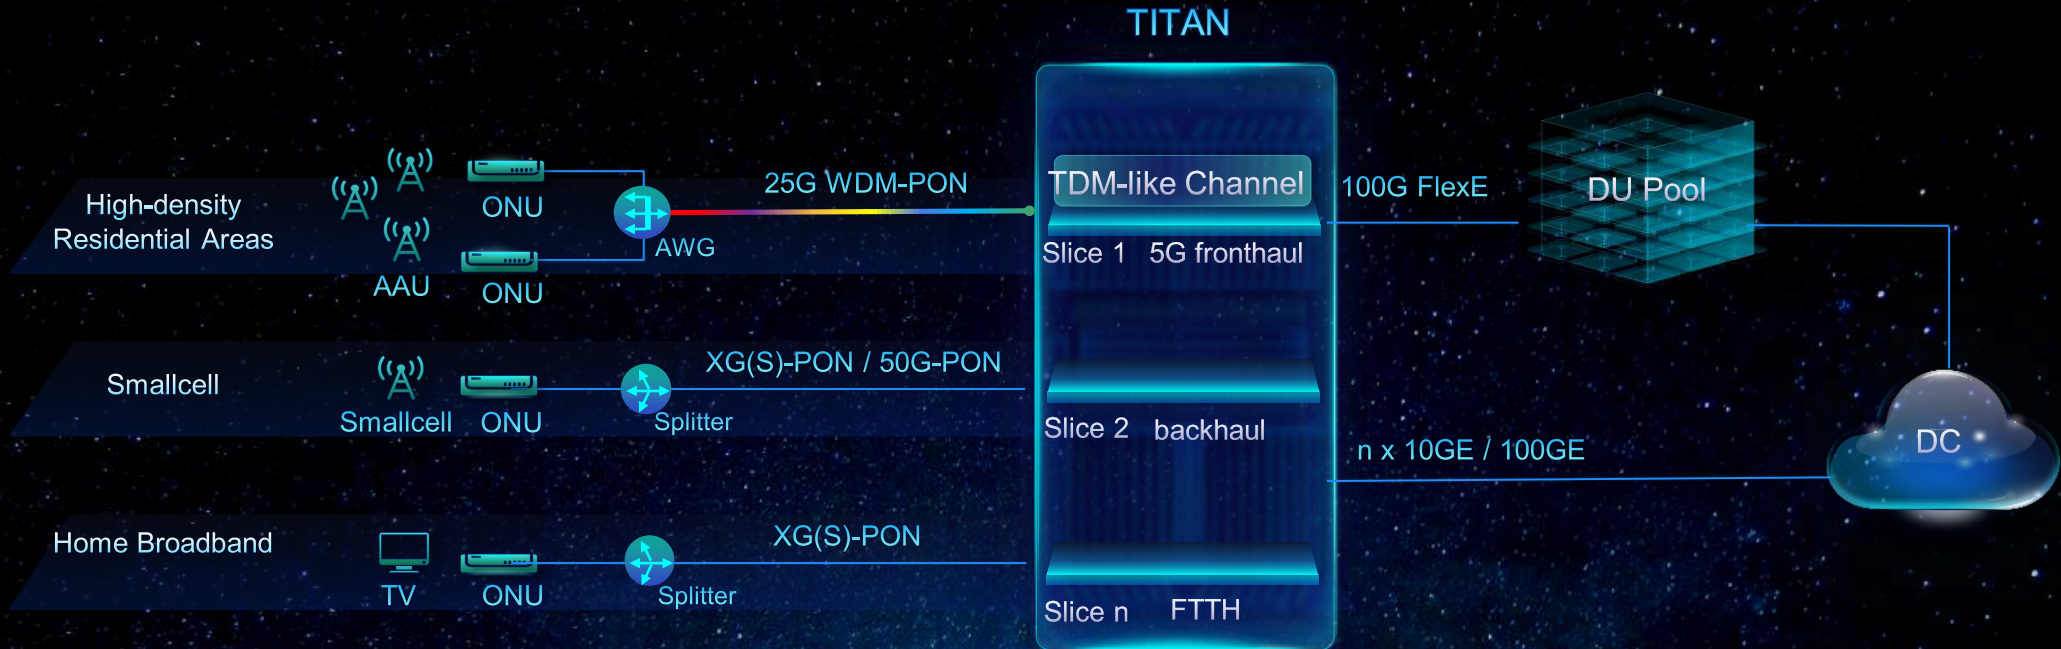 TITAN
High-density
Residential Areas
AAU
ONU
ONU
AWG
25G WDM-PON
TDM-like Channel
Slice 1 5G fronthaul
100G FlexE
DU Pool
Smallcell
Smallcell
ONU
Splitter
XG(S)-PON / 50G-PON
Slice 2 backhaul
n x 10GE / 100GE
DC
Home Broadband
TV
ONU
Splitter
XG(S)-PON
Slice n FTTH